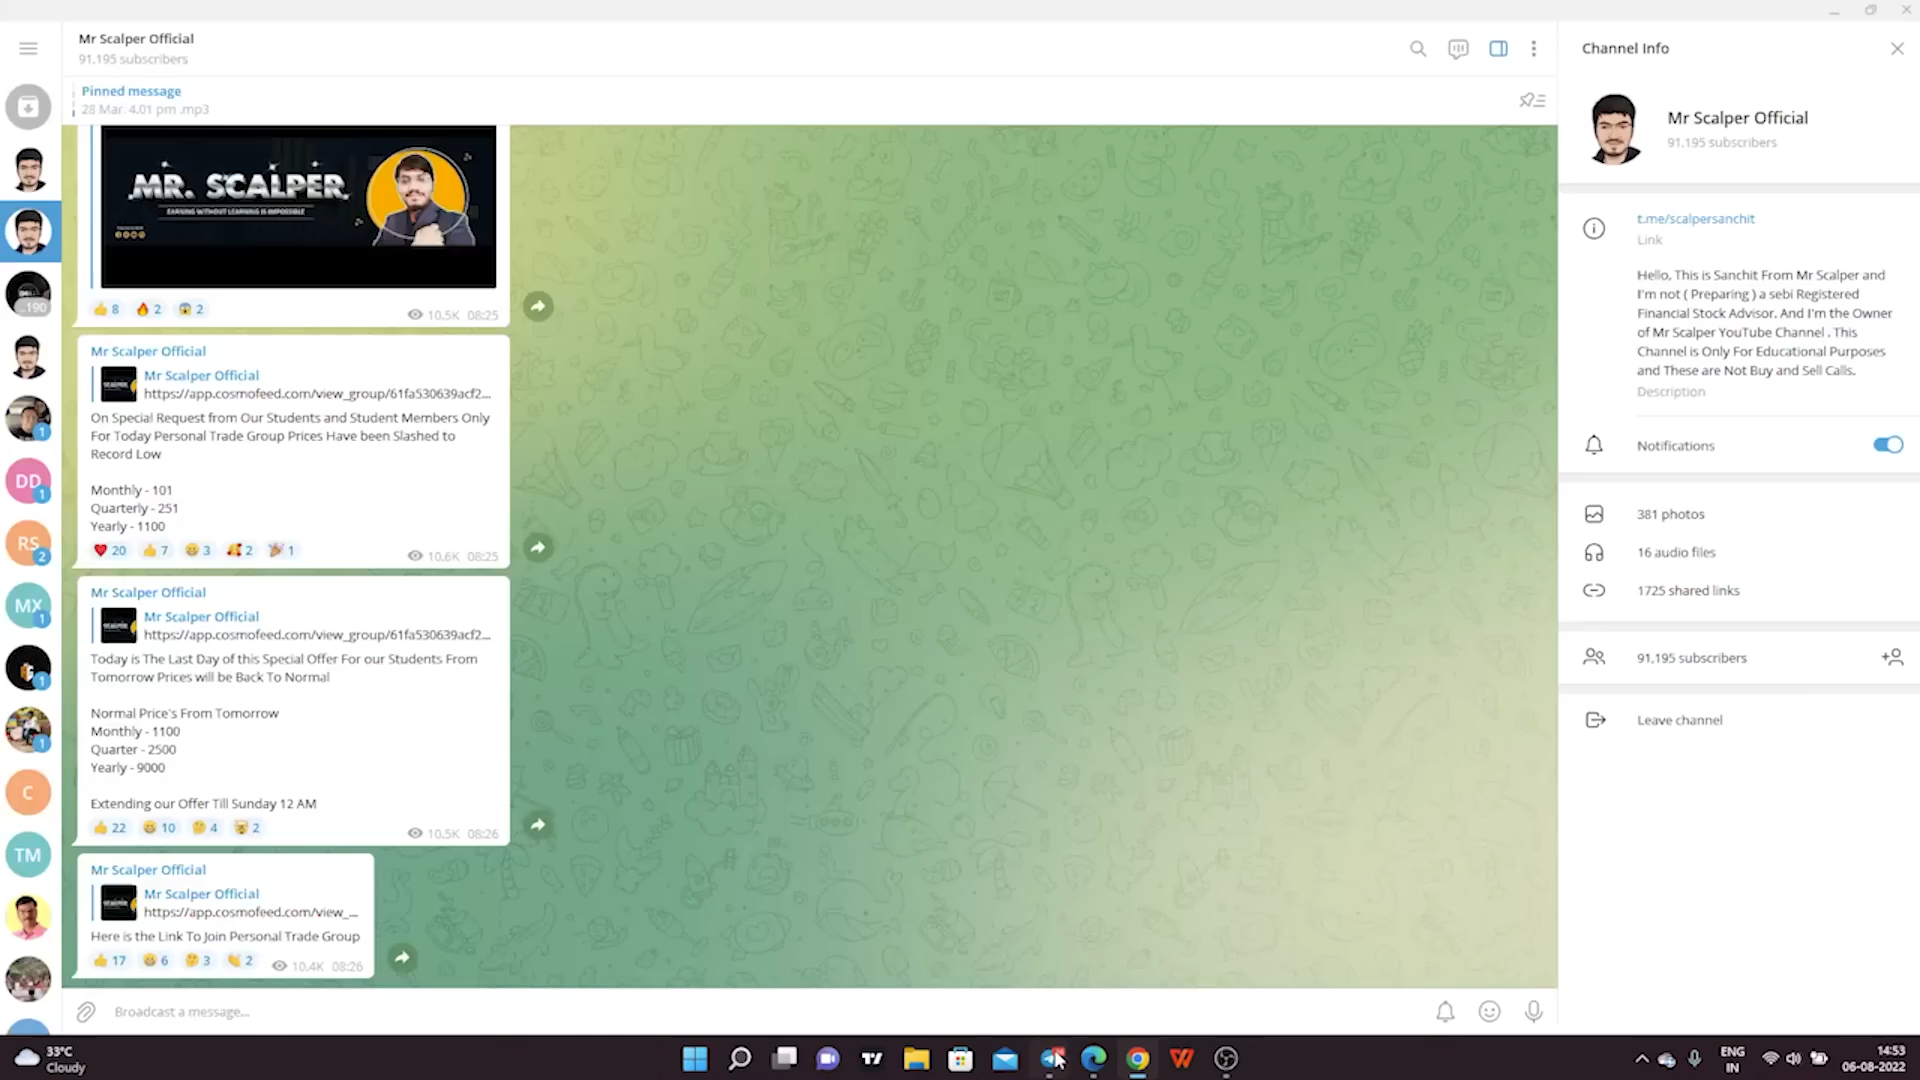 Mr Scalper Official
91,195 subscribers
Pinned message
28 Mar. 4.01 pm .mp3
MR. SCALPER
EARNING WITHOUT LEARNING IS IMPOSSIBLE
8 2 2
10.5K 08:25
Mr Scalper Official
Mr Scalper Official
https://app.cosmofeed.com/view_group/61fa530639acf2...
On Special Request from Our Students and Student Members Only
For Today Personal Trade Group Prices Have been Slashed to
Record Low
Monthly - 101
Quarterly - 251
Yearly - 1100
20 7 3 2 1
10.6K 08:25
Mr Scalper Official
Mr Scalper Official
https://app.cosmofeed.com/view_group/61fa530639acf2...
Today is The Last Day of this Special Offer For our Students From
Tomorrow Prices will be Back To Normal
Normal Price's From Tomorrow
Monthly - 1100
Quarter - 2500
Yearly - 9000
Extending our Offer Till Sunday 12 AM
22 10 4 2
10.5K 08:26
Mr Scalper Official
Mr Scalper Official
https://app.cosmofeed.com/view_...
Here is the Link To Join Personal Trade Group
17 6 3 2
10.4K 08:26
Broadcast a message...
Channel Info
Mr Scalper Official
91,195 subscribers
t.me/scalpersanchit
Link
Hello, This is Sanchit From Mr Scalper and
I'm not ( Preparing ) a sebi Registered
Financial Stock Advisor. And I'm the Owner
of Mr Scalper YouTube Channel . This
Channel is Only For Educational Purposes
and These are Not Buy and Sell Calls.
Description
Notifications
381 photos
16 audio files
1725 shared links
91,195 subscribers
Leave channel
..190
1
DD
1
RS
2
MX
1
1
1
C
TM
33°C
Cloudy
ENG
IN
14:53
06-08-2022